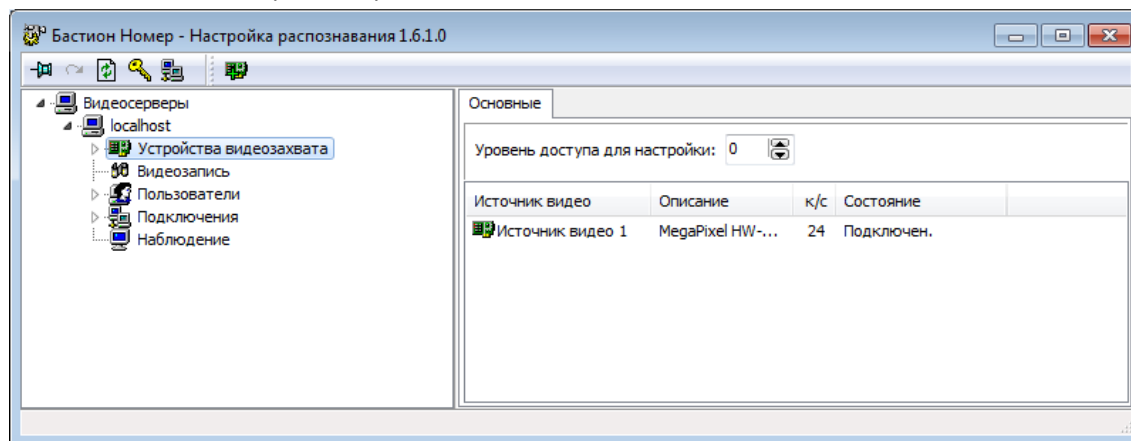 Бастион Номер - Настройка распознавания 1.6.1.0
Видеосерверы
localhost
Устройства видеозахвата
Видеозапись
Пользователи
Подключения
Наблюдение
Основные
Уровень доступа для настройки: 0
Источник видео Описание к/с Состояние
Источник видео 1 MegaPixel HW-... 24 Подключен.